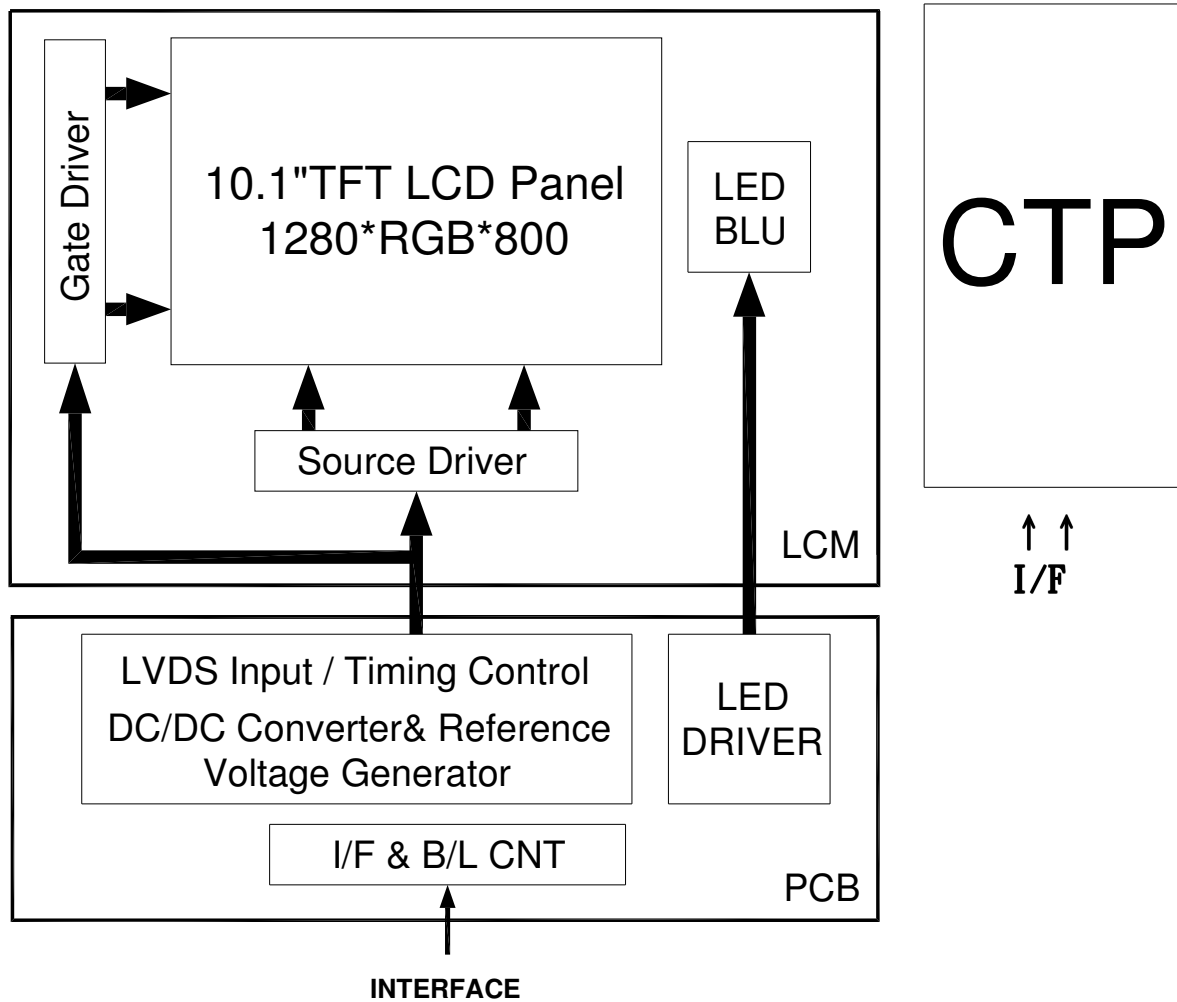 Gate Driver
10.1"TFT LCD Panel
1280*RGB*800
LED
BLU
CTP
Source Driver
LCM
I/F
LVDS Input / Timing Control
DC/DC Converter& Reference
Voltage Generator
LED
DRIVER
I/F & B/L CNT
PCB
INTERFACE